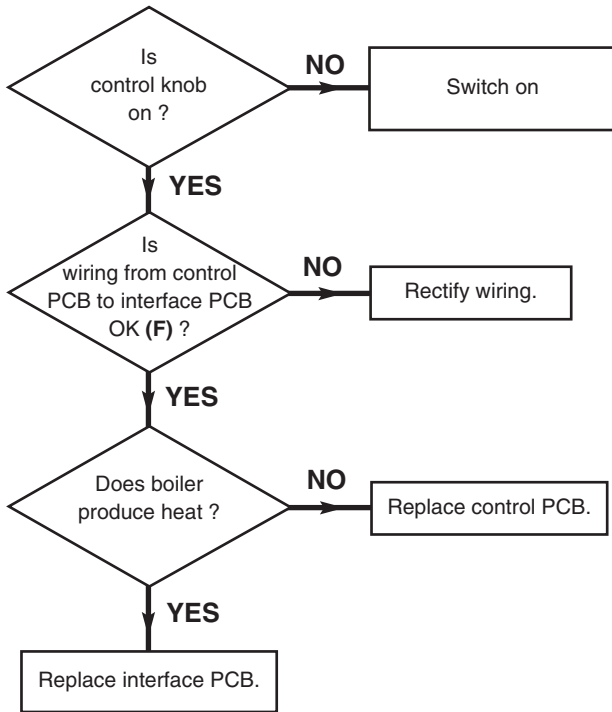 Is
control knob
on ?
NO
Switch on
YES
Is
wiring from control
PCB to interface PCB
OK (F) ?
NO
Rectify wiring.
YES
Does boiler
produce heat ?
NO
Replace control PCB.
YES
Replace interface PCB.